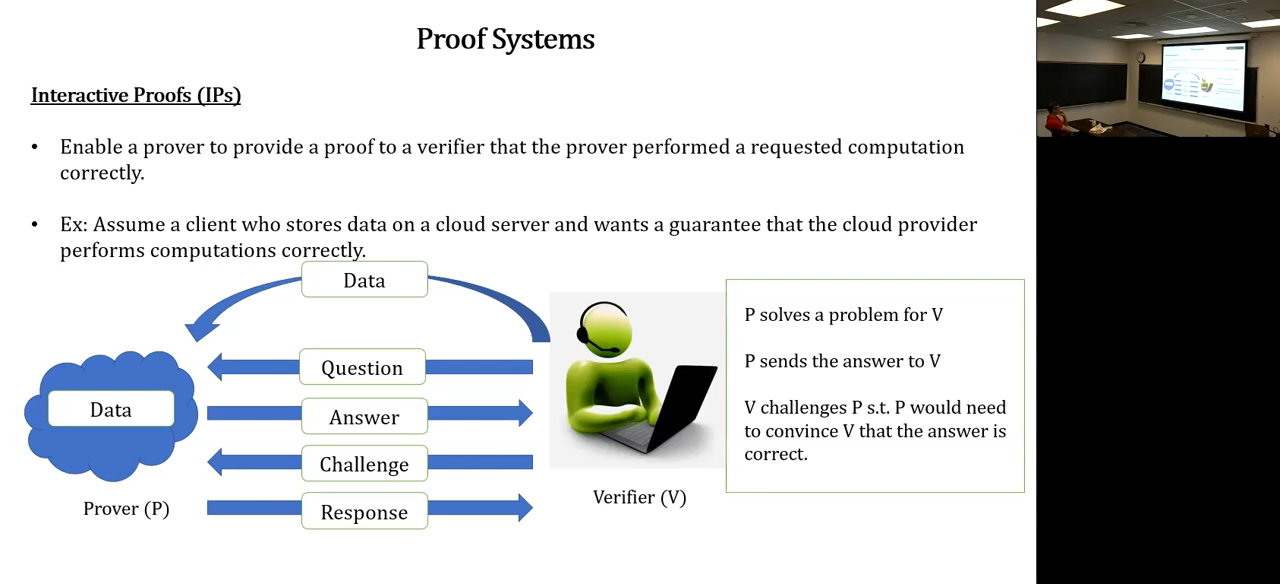 Proof Systems
Interactive Proofs (IPs)
• Enable a prover to provide a proof to a verifier that the prover performed a requested computation
correctly.
• Ex: Assume a client who stores data on a cloud server and wants a guarantee that the cloud provider
performs computations correctly.
Data
Question
Data
Answer
Challenge
Response
Prover (P)
Verifier (V)
P solves a problem for V
P sends the answer to V
V challenges P s.t. P would need
to convince V that the answer is
correct.